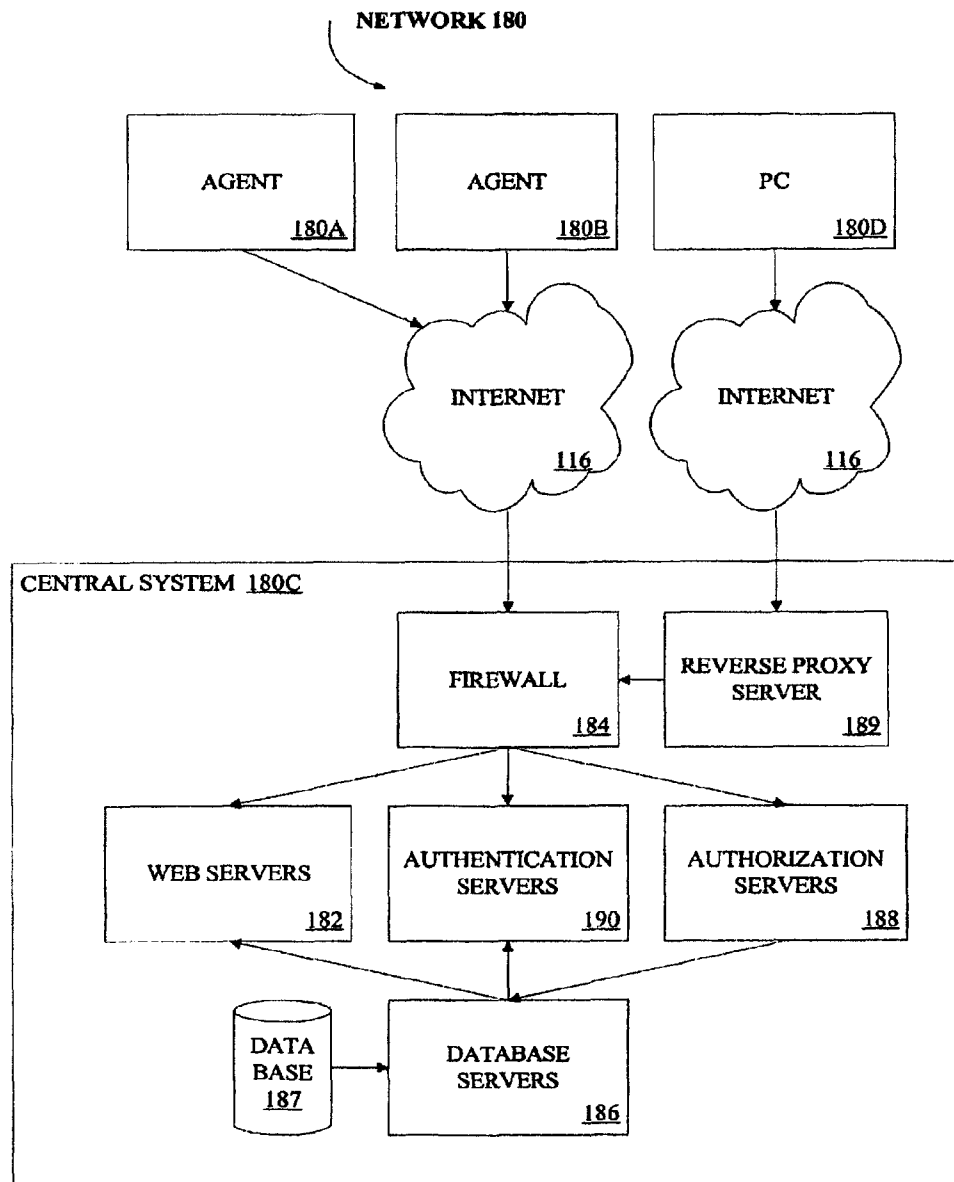 NETWORK 180
AGENT
180A
AGENT
180B
PC
180D
INTERNET
116
INTERNET
116
CENTRAL SYSTEM 180C
FIREWALL
184
REVERSE PROXY
SERVER
189
WEB SERVERS
182
AUTHENTICATION
SERVERS
190
AUTHORIZATION
SERVERS
188
DATA
BASE
187
DATABASE
SERVERS
186